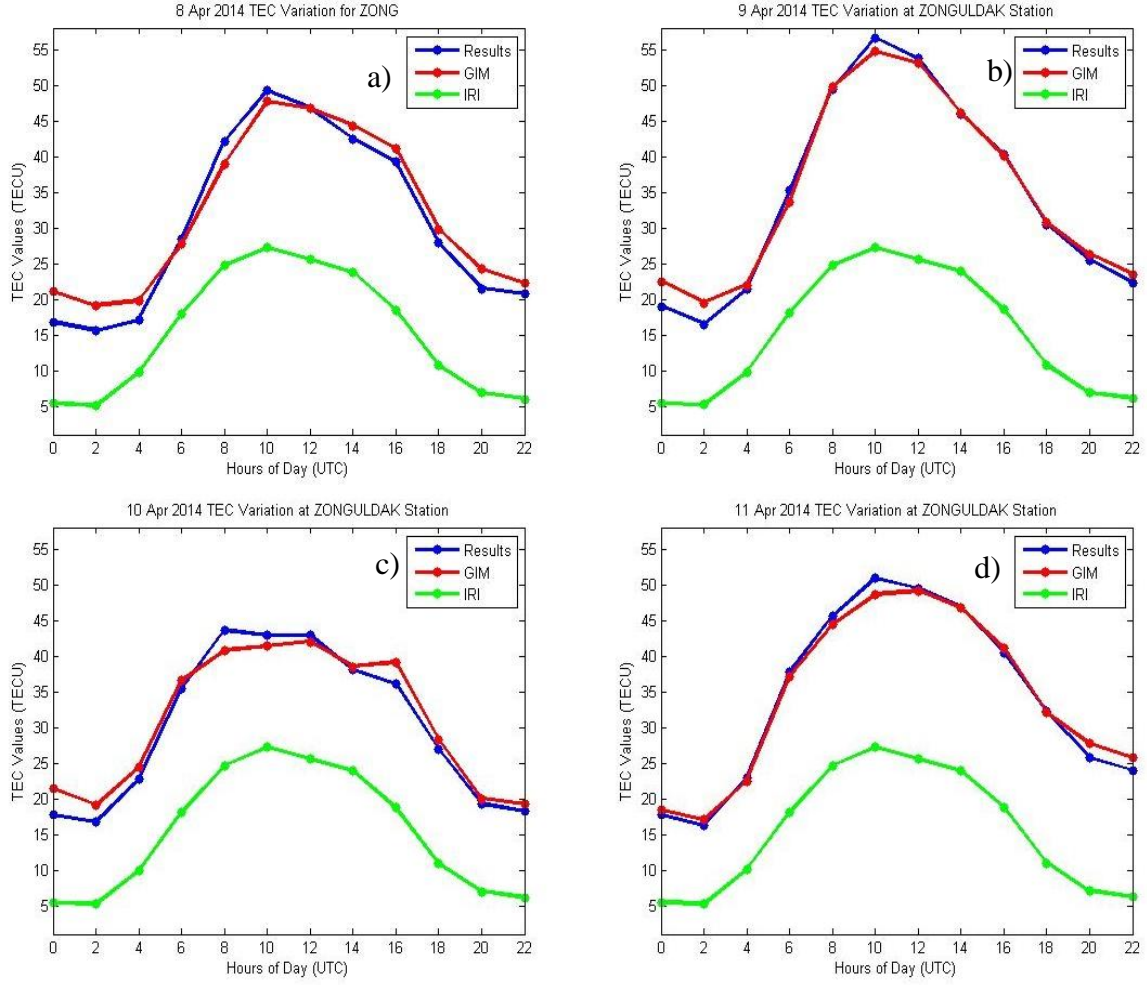 8 Apr 2014 TEC Variation for ZONG
a)
Results
GIM
IRI
TEC Values (TECU)
55
50
45
40
35
30
25
20
15
10
5
0 2 4 6 8 10 12 14 16 18 20 22
Hours of Day (UTC)
9 Apr 2014 TEC Variation at ZONGULDAK Station
b)
Results
GIM
IRI
TEC Values (TECU)
55
50
45
40
35
30
25
20
15
10
5
0 2 4 6 8 10 12 14 16 18 20 22
Hours of Day (UTC)
10 Apr 2014 TEC Variation at ZONGULDAK Station
c)
Results
GIM
IRI
TEC Values (TECU)
55
50
45
40
35
30
25
20
15
10
5
0 2 4 6 8 10 12 14 16 18 20 22
Hours of Day (UTC)
11 Apr 2014 TEC Variation at ZONGULDAK Station
d)
Results
GIM
IRI
TEC Values (TECU)
55
50
45
40
35
30
25
20
15
10
5
0 2 4 6 8 10 12 14 16 18 20 22
Hours of Day (UTC)